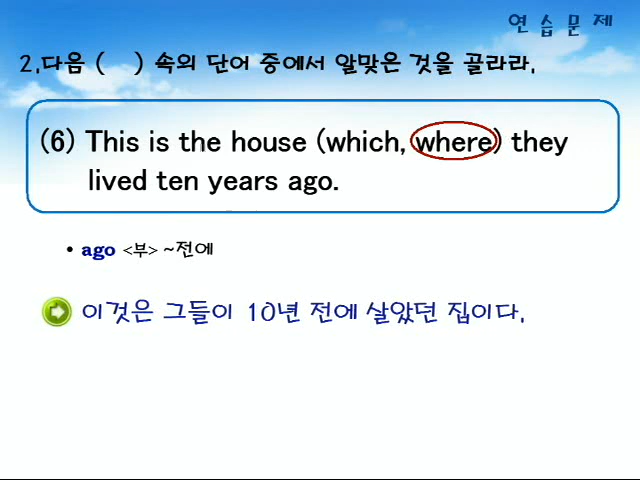 연습문제
2.다음 (    ) 속의 단어 중에서 알맞은 것을 골라라.
(6) This is the house (which, where) they
lived ten years ago.
• ago <부> ~전에
이것은 그들이 10년 전에 살았던 집이다.